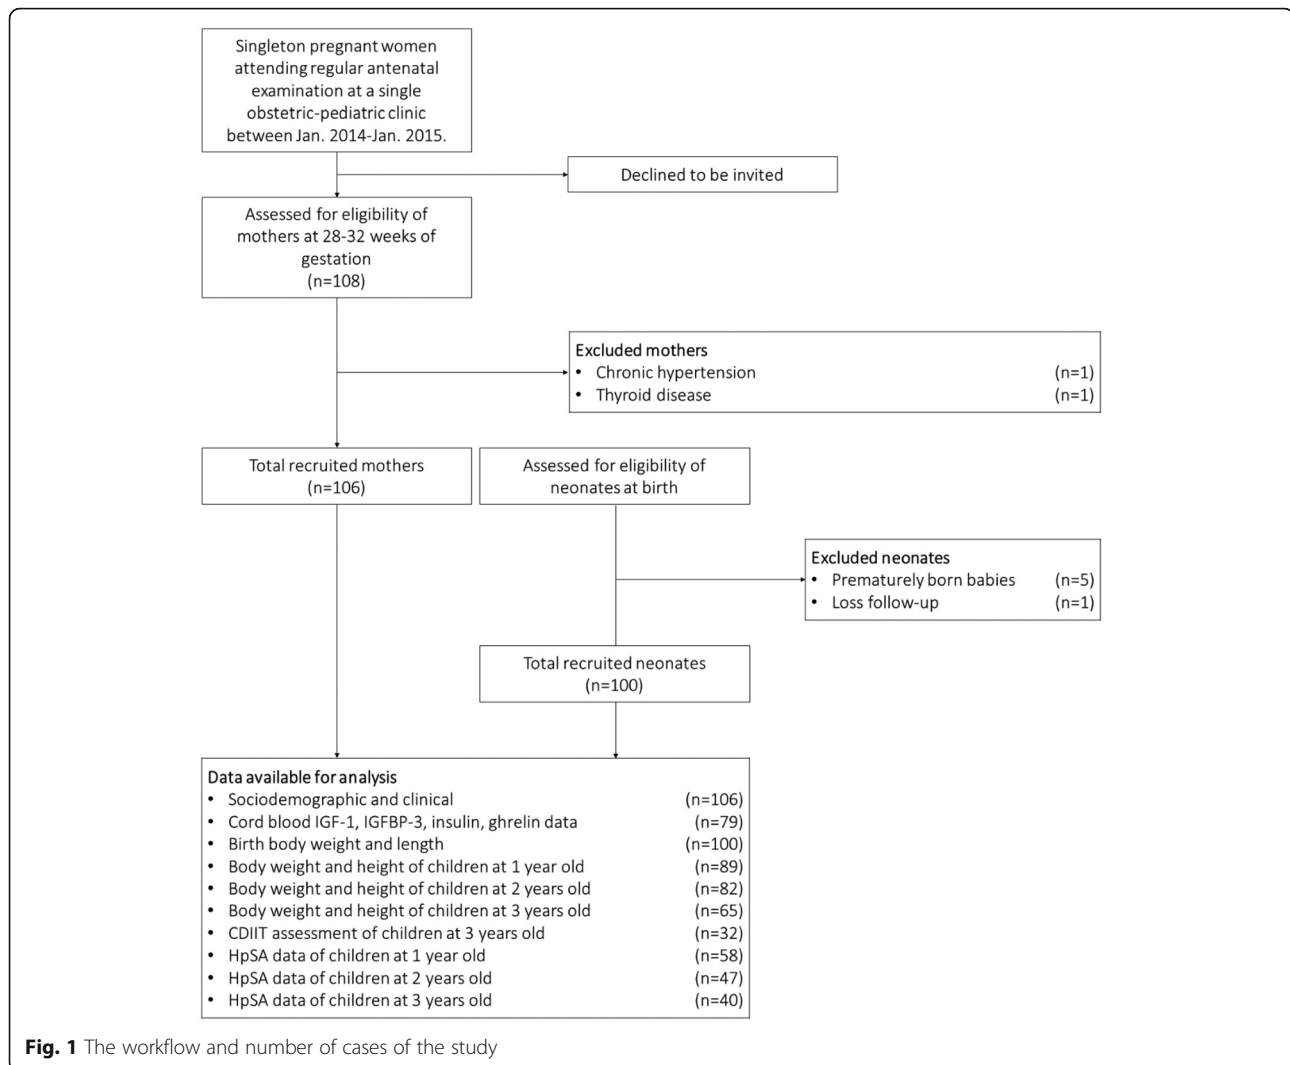 Singleton pregnant women
attending regular antenatal
examination at a single
obstetric-pediatric clinic
between Jan. 2014-Jan. 2015.
Declined to be invited
Assessed for eligibility of
mothers at 28-32 weeks of
gestation
(n=108)
Excluded mothers
• Chronic hypertension (n=1)
• Thyroid disease (n=1)
Total recruited mothers
(n=106)
Assessed for eligibility of
neonates at birth
Excluded neonates
• Prematurely born babies (n=5)
• Loss follow-up (n=1)
Total recruited neonates
(n=100)
Data available for analysis
• Sociodemographic and clinical (n=106)
• Cord blood IGF-1, IGFBP-3, insulin, ghrelin data (n=79)
• Birth body weight and length (n=100)
• Body weight and height of children at 1 year old (n=89)
• Body weight and height of children at 2 years old (n=82)
• Body weight and height of children at 3 years old (n=65)
• CDIIT assessment of children at 3 years old (n=32)
• HpSA data of children at 1 year old (n=58)
• HpSA data of children at 2 years old (n=47)
• HpSA data of children at 3 years old (n=40)
Fig. 1 The workflow and number of cases of the study